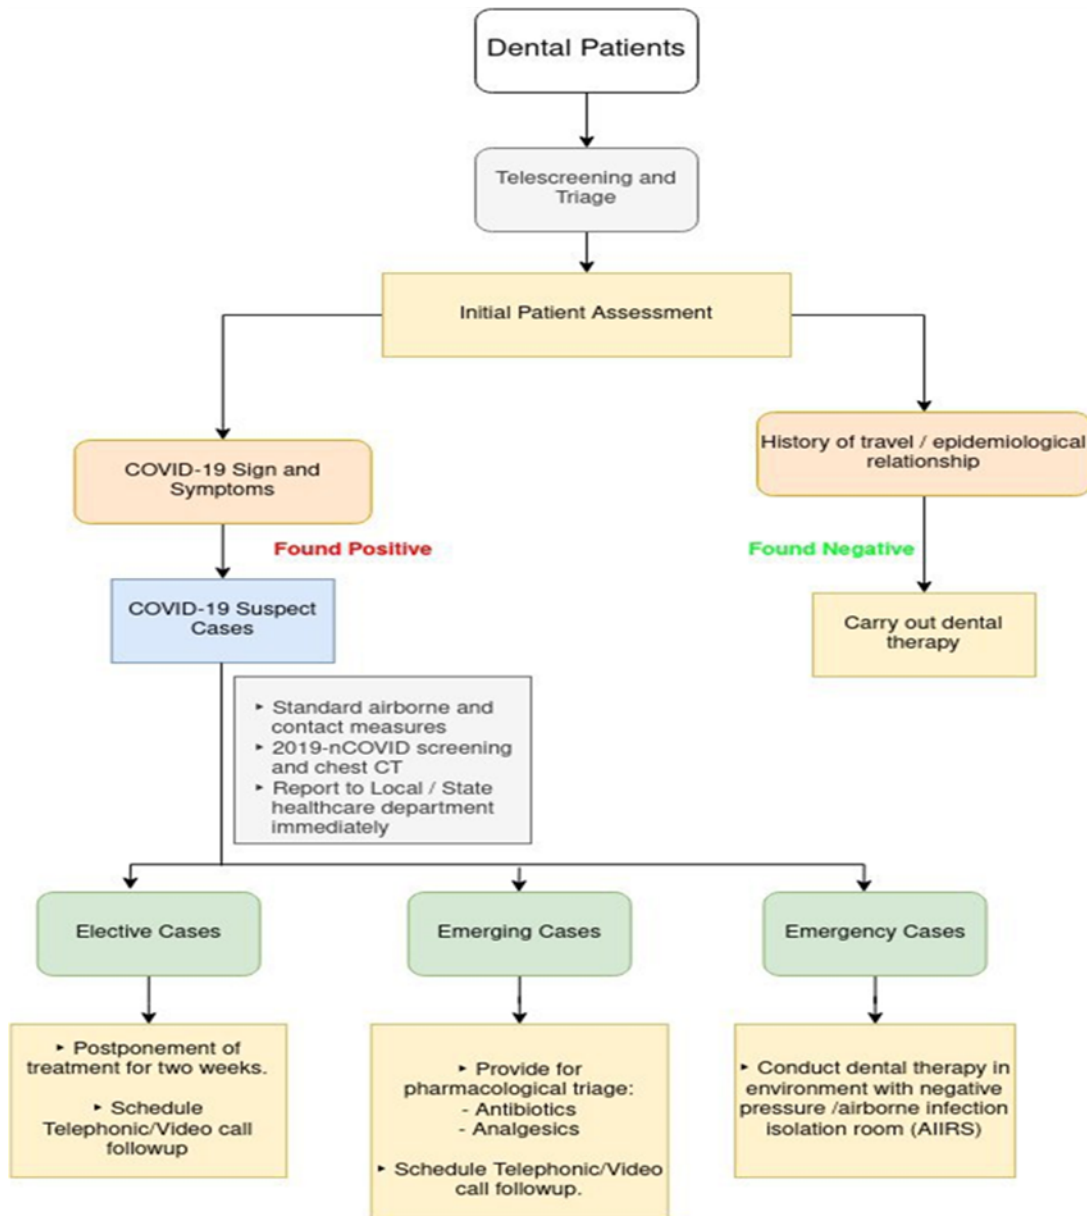 Dental Patients
Telescreening and
Triage
Initial Patient Assessment
COVID-19 Sign and
Symptoms
History of travel / epidemiological
relationship
Found Positive
Found Negative
COVID-19 Suspect
Cases
Carry out dental
therapy
‣ Standard airborne and
contact measures
‣ 2019-nCOVID screening
and chest CT
‣ Report to Local / State
healthcare department
immediately
Elective Cases
Emerging Cases
Emergency Cases
‣ Postponement of
treatment for two weeks.
‣ Schedule
Telephonic/Video call
followup
‣ Provide for
pharmacological triage:
- Antibiotics
- Analgesics
‣ Schedule Telephonic/Video
call followup.
‣ Conduct dental therapy in
environment with negative
pressure /airborne infection
isolation room (AIIRS)